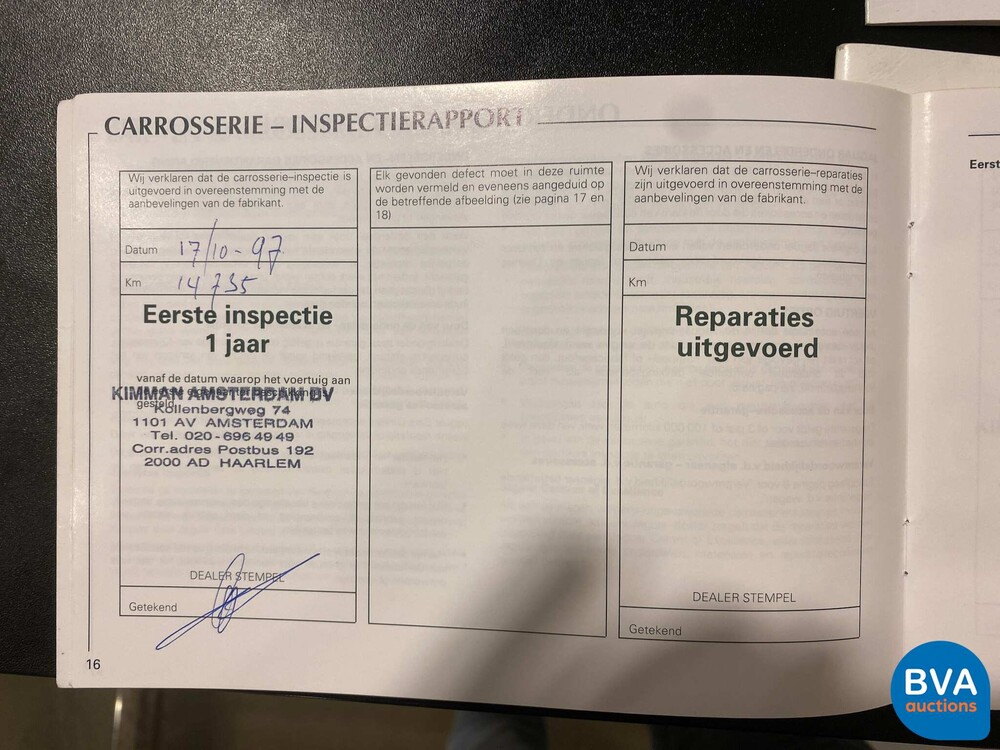 CARROSSERIE – INSPECTIERAPPORT
Wij verklaren dat de carrosserie–inspectie is
uitgevoerd in overeenstemming met de
aanbevelingen van de fabrikant.
Datum 17/10-97
Km 14735
Eerste inspectie
1 jaar
vanaf de datum waarop het voertuig aan
KIMMAN AMSTERDAM BV
gesteld
Kollenbergweg 74
1101 AV AMSTERDAM
Tel. 020-696 49 49
Corr.adres Postbus 192
2000 AD HAARLEM
DEALER STEMPEL
Getekend
Elk gevonden defect moet in deze ruimte
worden vermeld en eveneens aangeduid op
de betreffende afbeelding (zie pagina 17 en
18)
Wij verklaren dat de carrosserie–reparaties
zijn uitgevoerd in overeenstemming met de
aanbevelingen van de fabrikant.
Datum
Km
Reparaties
uitgevoerd
DEALER STEMPEL
Getekend
16
Eerst
BVA
auctions